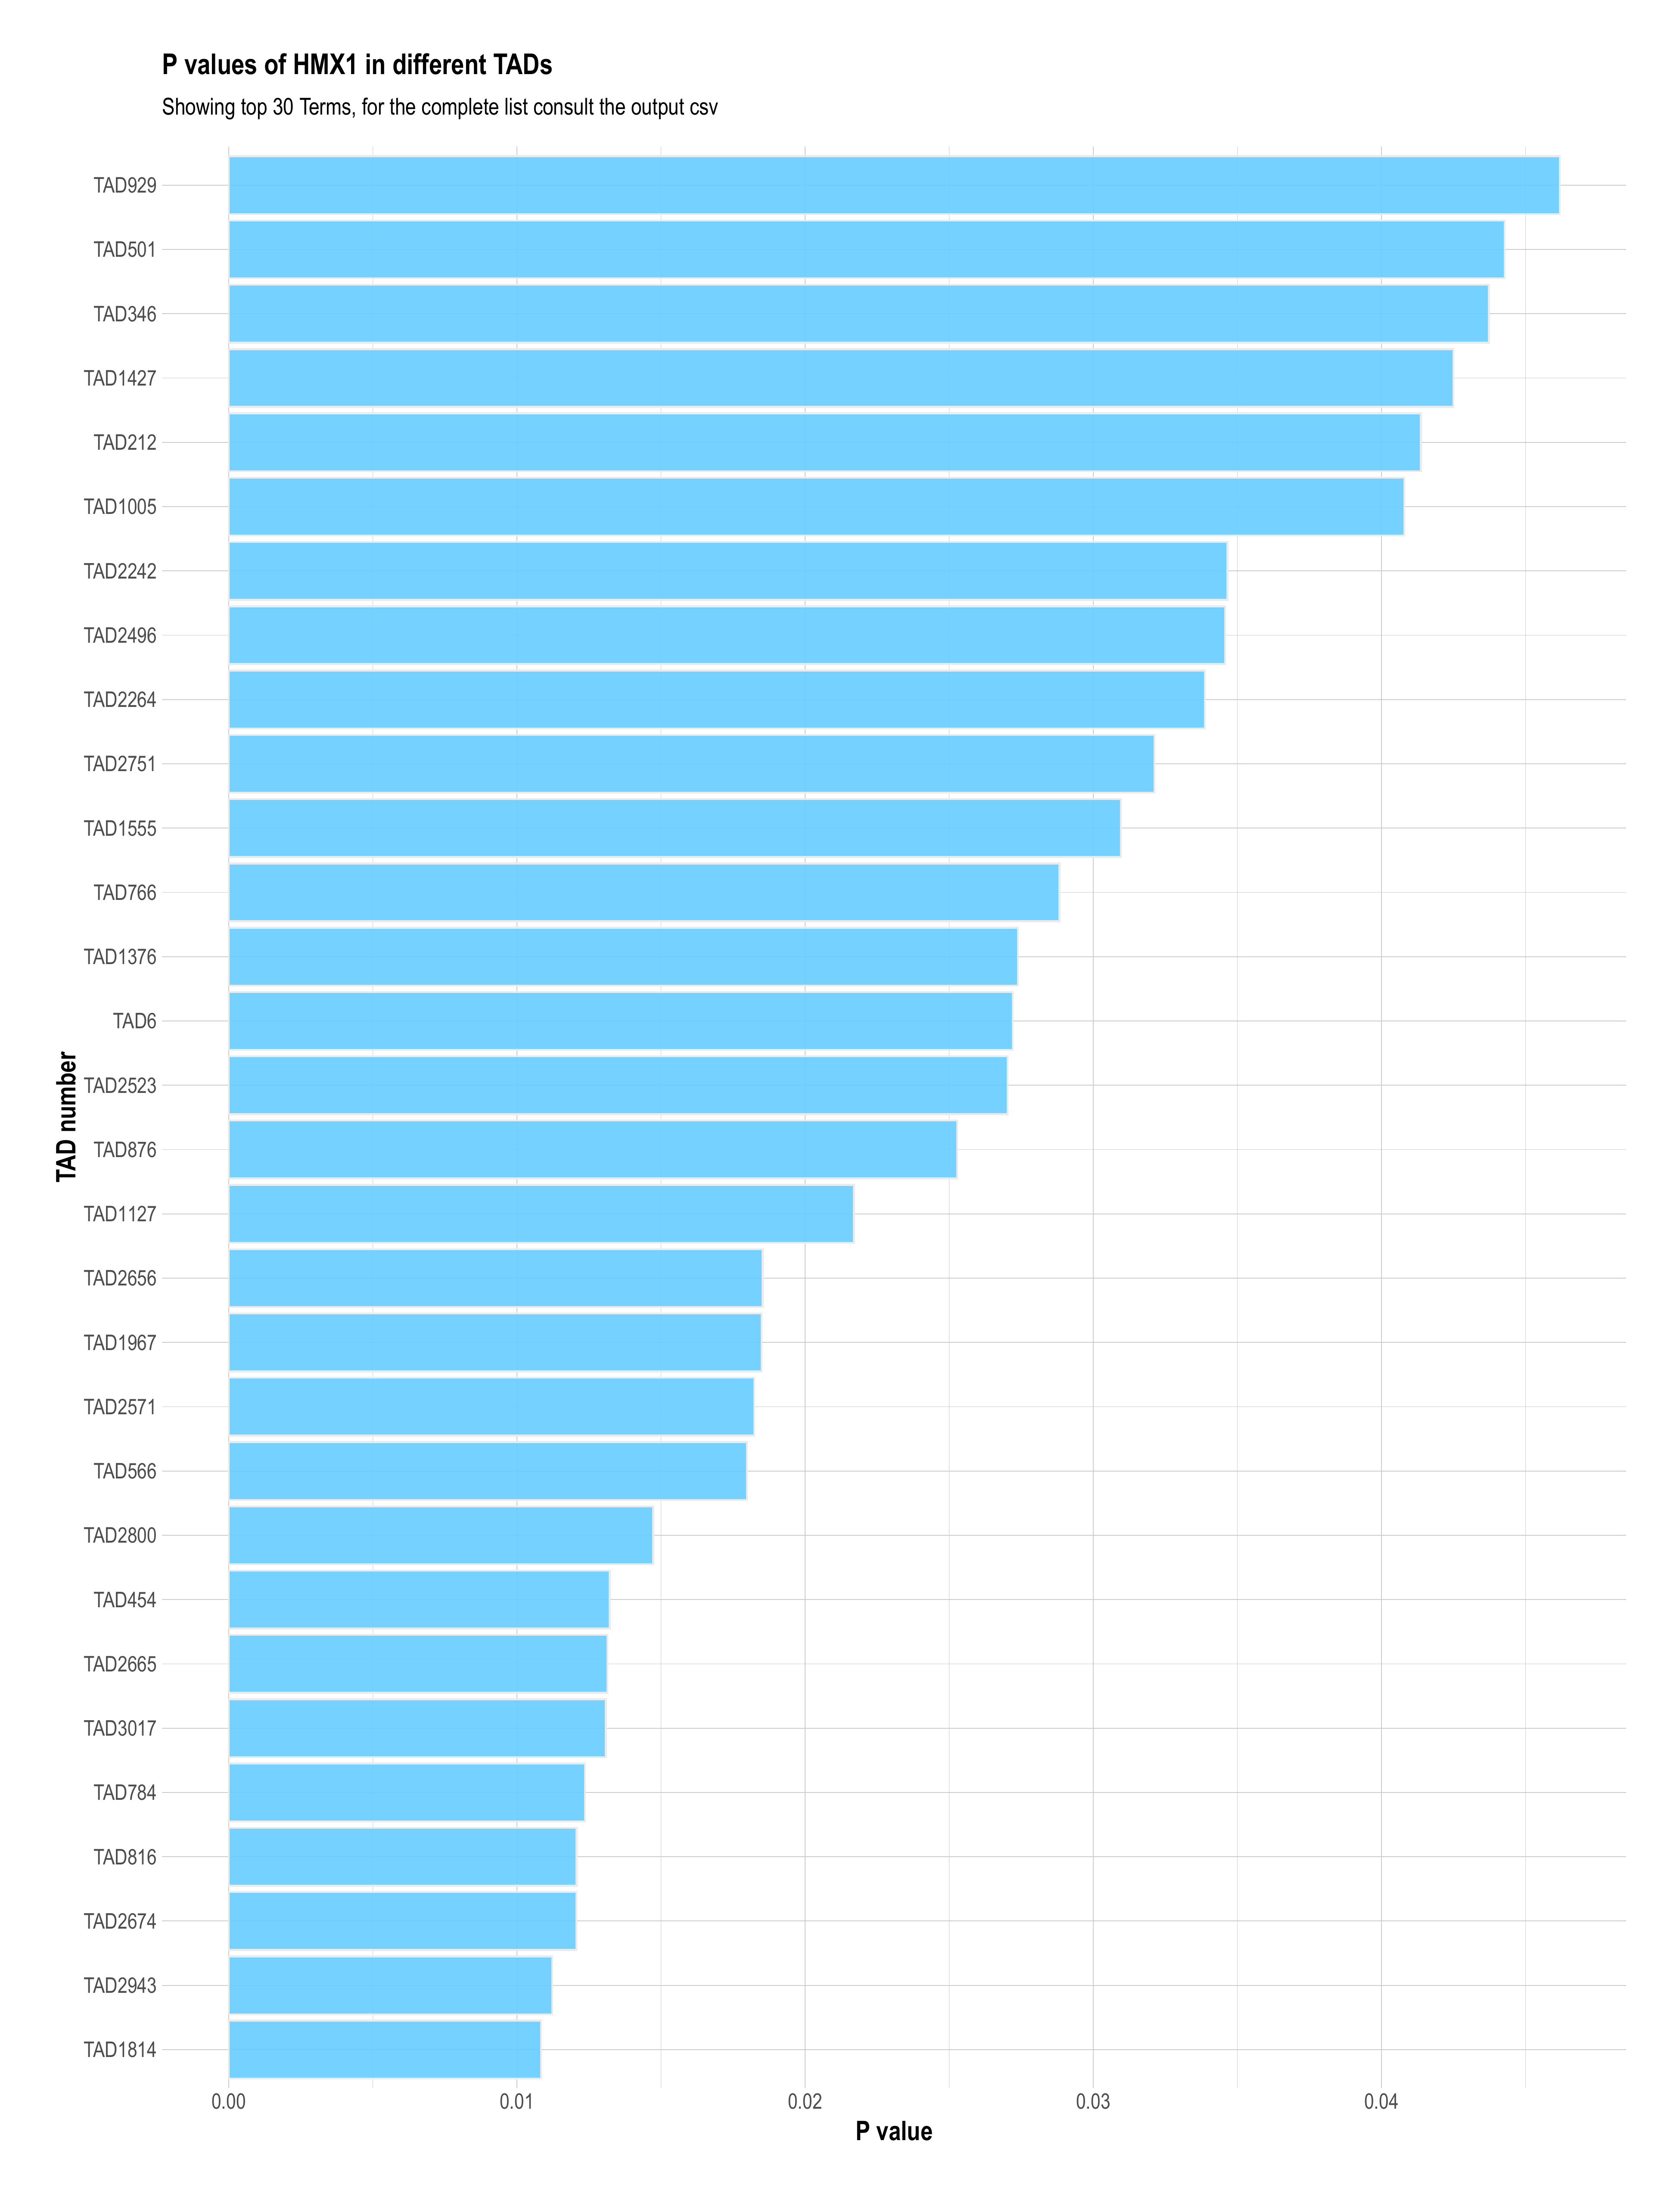 P values of HMX1 in different TADs
Showing top 30 Terms, for the complete list consult the output csv
TAD929
TAD501
TAD346
TAD1427
TAD212
TAD1005
TAD2242
TAD2496
TAD2264
TAD2751
TAD1555
TAD766
TAD1376
TAD6
TAD2523
TAD876
TAD1127
TAD2656
TAD1967
TAD2571
TAD566
TAD2800
TAD454
TAD2665
TAD3017
TAD784
TAD816
TAD2674
TAD2943
TAD1814
TAD number
0.00 0.01 0.02 0.03 0.04
P value